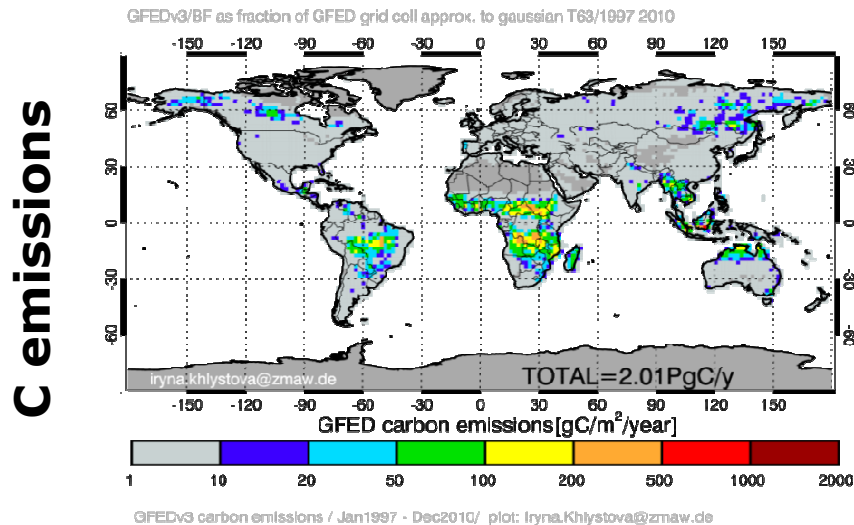 GFEDv3/BF as fraction of GFED grid cell approx. to gaussian T63/1997 2010
-150 -120 -90 -60 -30 0 30 60 90 120 150
C emissions
60 60
30 30
0 0
-30 -30
-60 -60
iryna.khlystova@zmaw.de TOTAL=2.01PgC/y
-150 -120 -90 -60 -30 0 30 60 90 120 150
GFED carbon emissions [gC/m²/year]
1 10 20 50 100 200 500 1000 2000
GFEDv3 carbon emissions / Jan1997 - Dec2010/ plot: Iryna.Khlystova@zmaw.de